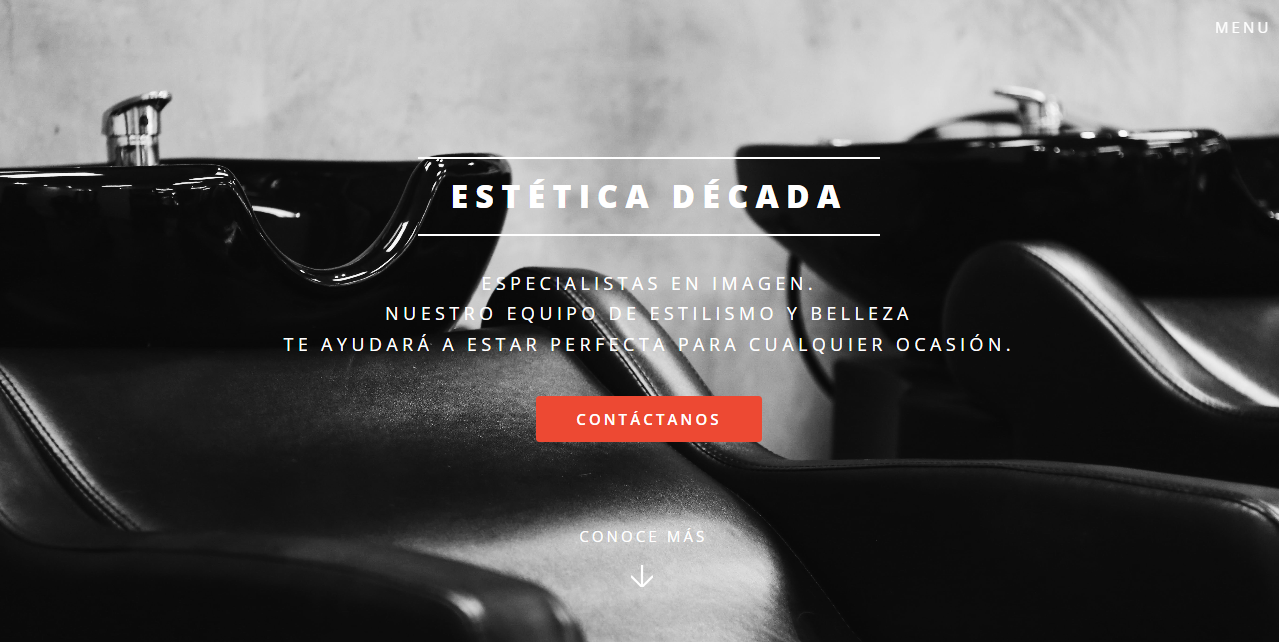 MENU
ESTÉTICA DÉCADA
ESPECIALISTAS EN IMAGEN.
NUESTRO EQUIPO DE ESTILISMO Y BELLEZA
TE AYUDARÁ A ESTAR PERFECTA PARA CUALQUIER OCASIÓN.
CONTÁCTANOS
CONOCE MÁS